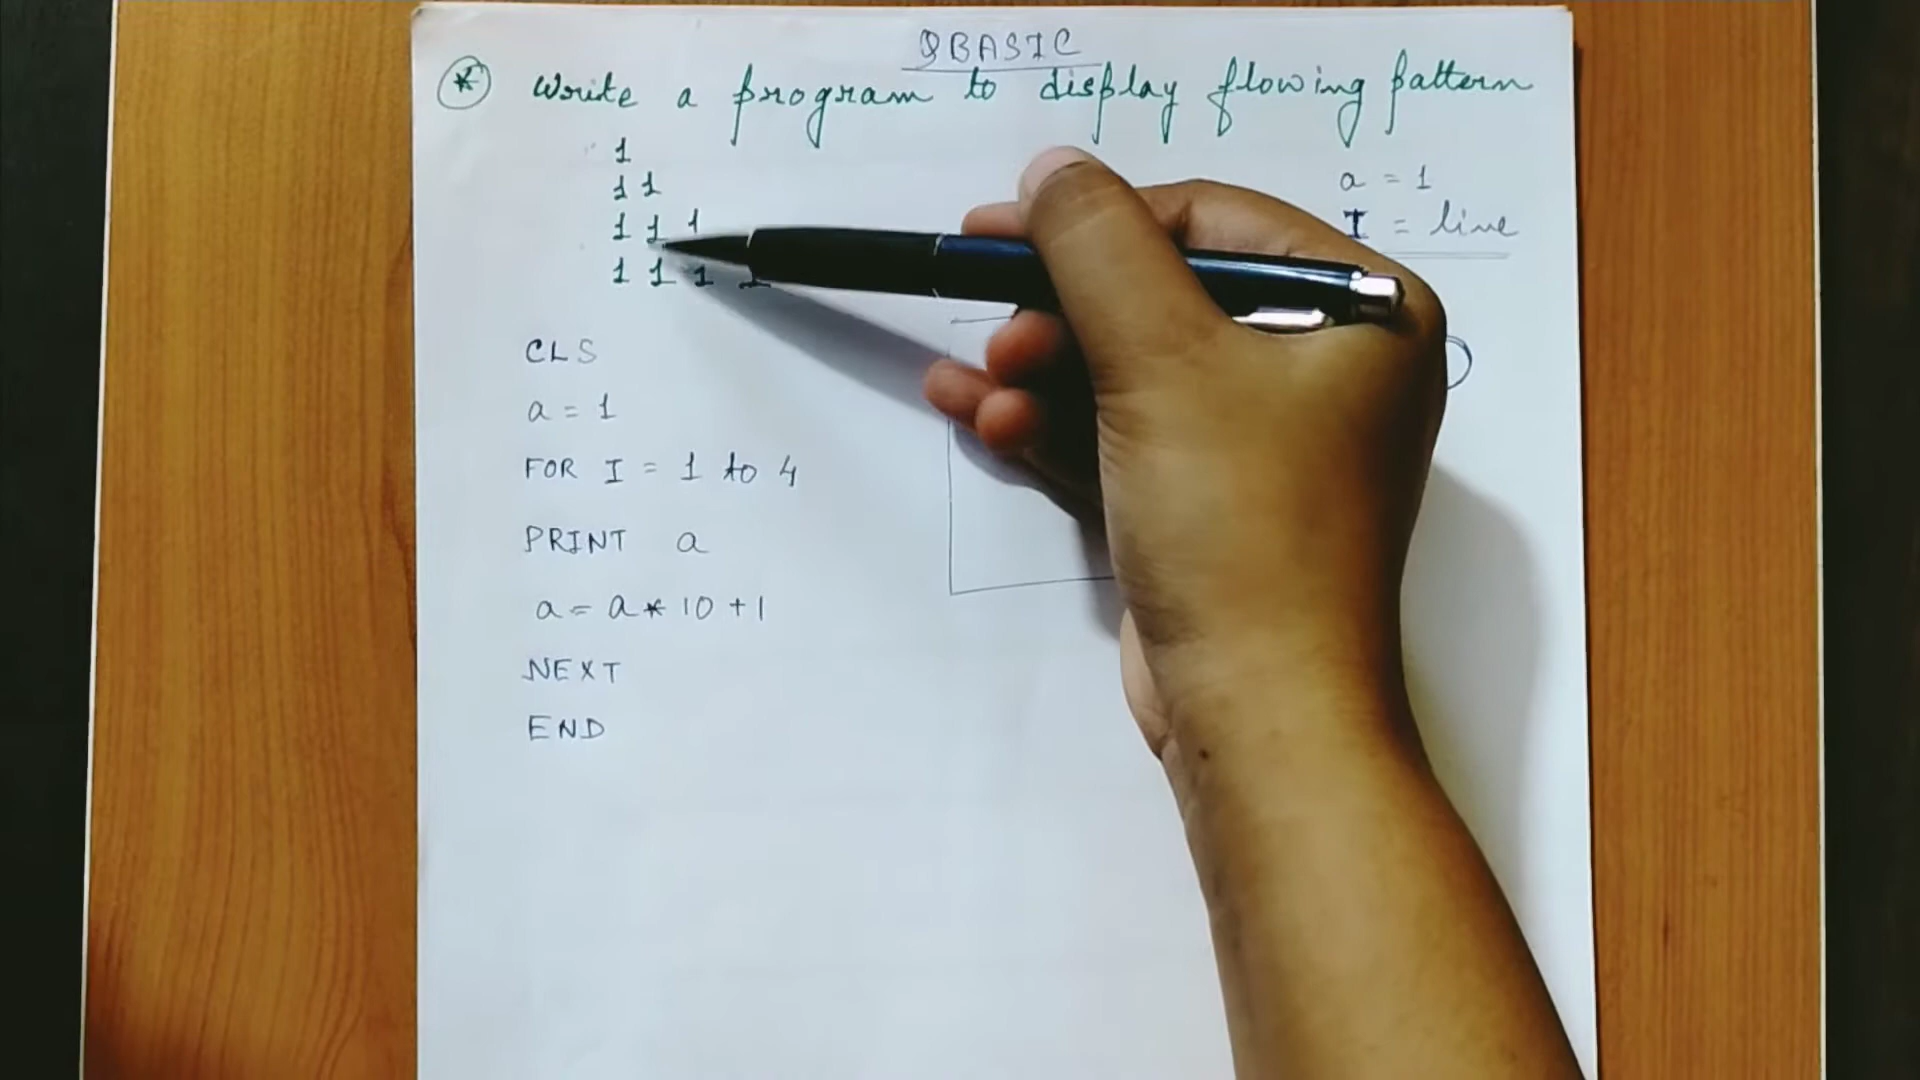 QBASIC
* Write a program to display flowing pattern
1
1 1
1 1 1
1 1 1 1
a = 1
I = line
CLS
a = 1
FOR I = 1 to 4
PRINT a
a = a * 10 + 1
NEXT
END